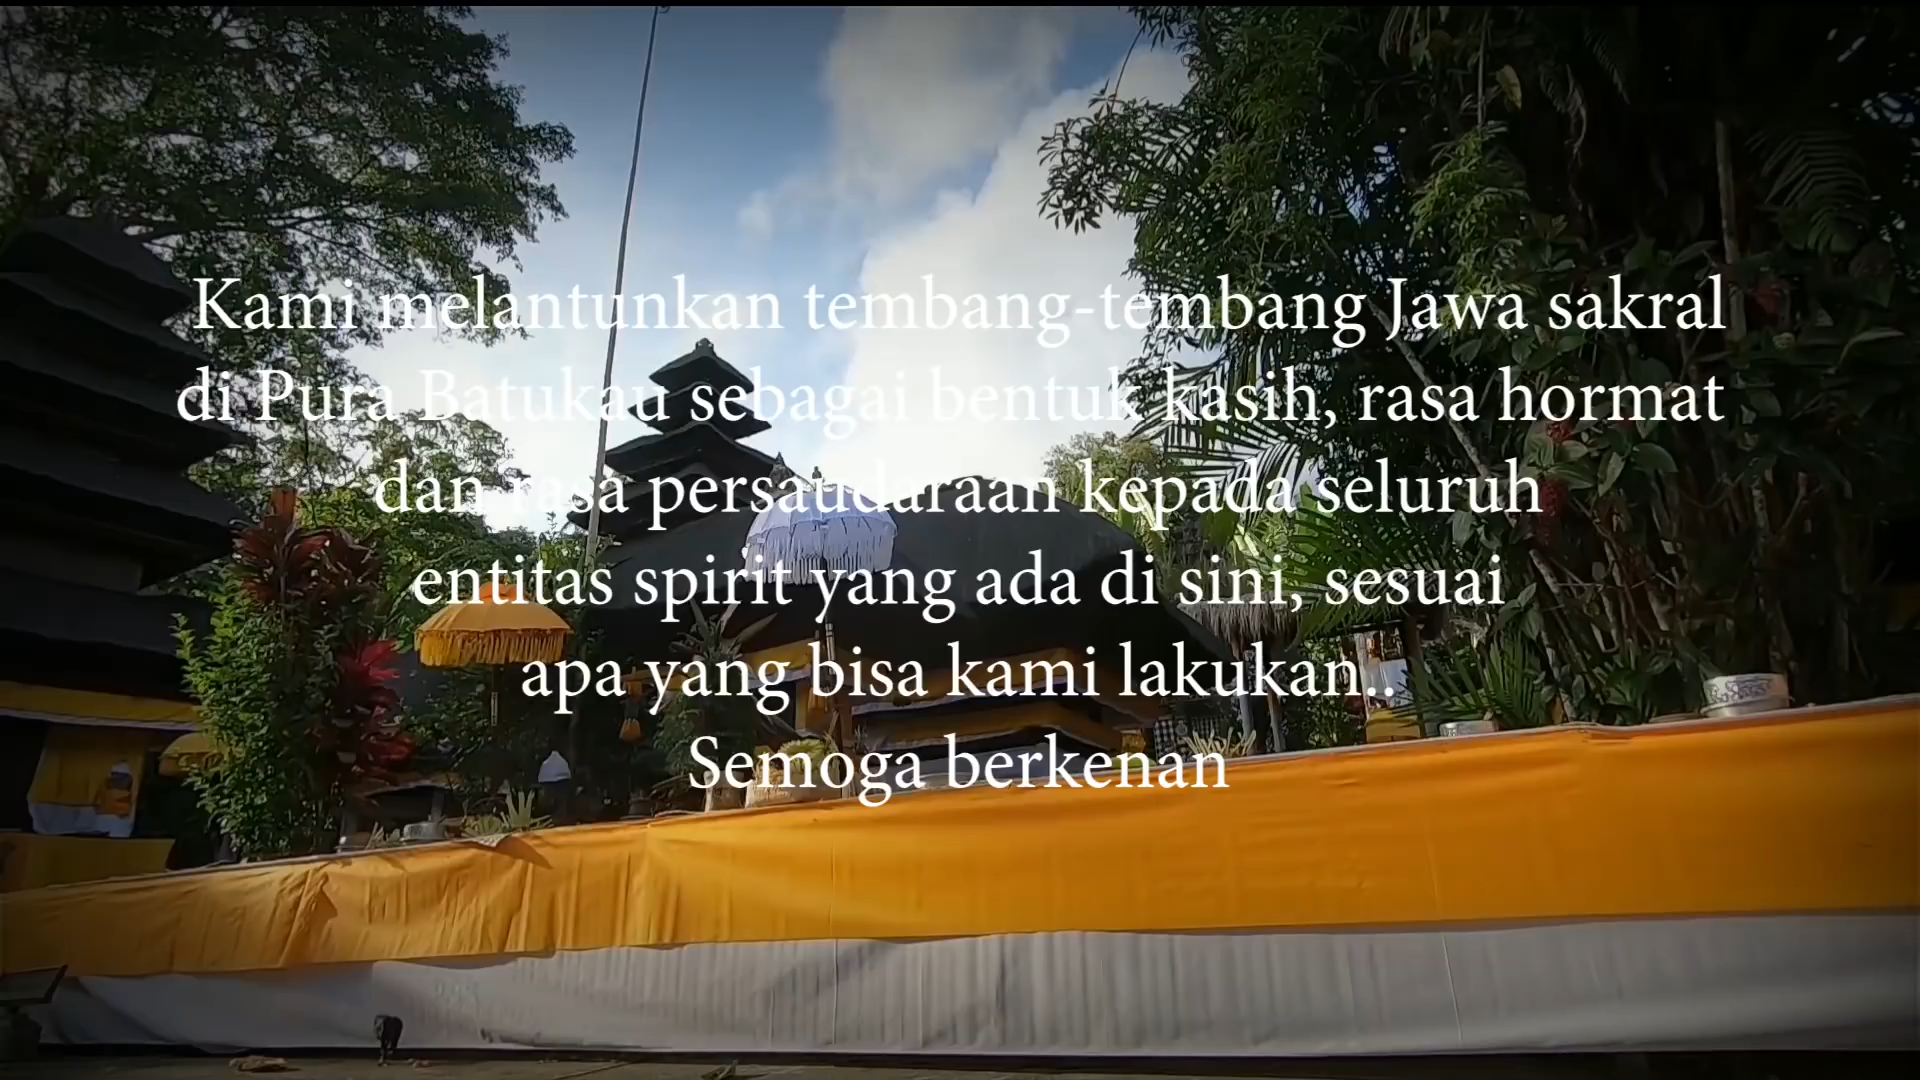 Kami melantunkan tembang-tembang Jawa sakral
di Pura Batukau sebagai bentuk kasih, rasa hormat
dan rasa persaudaraan kepada seluruh
entitas spirit yang ada di sini, sesuai
apa yang bisa kami lakukan..
Semoga berkenan